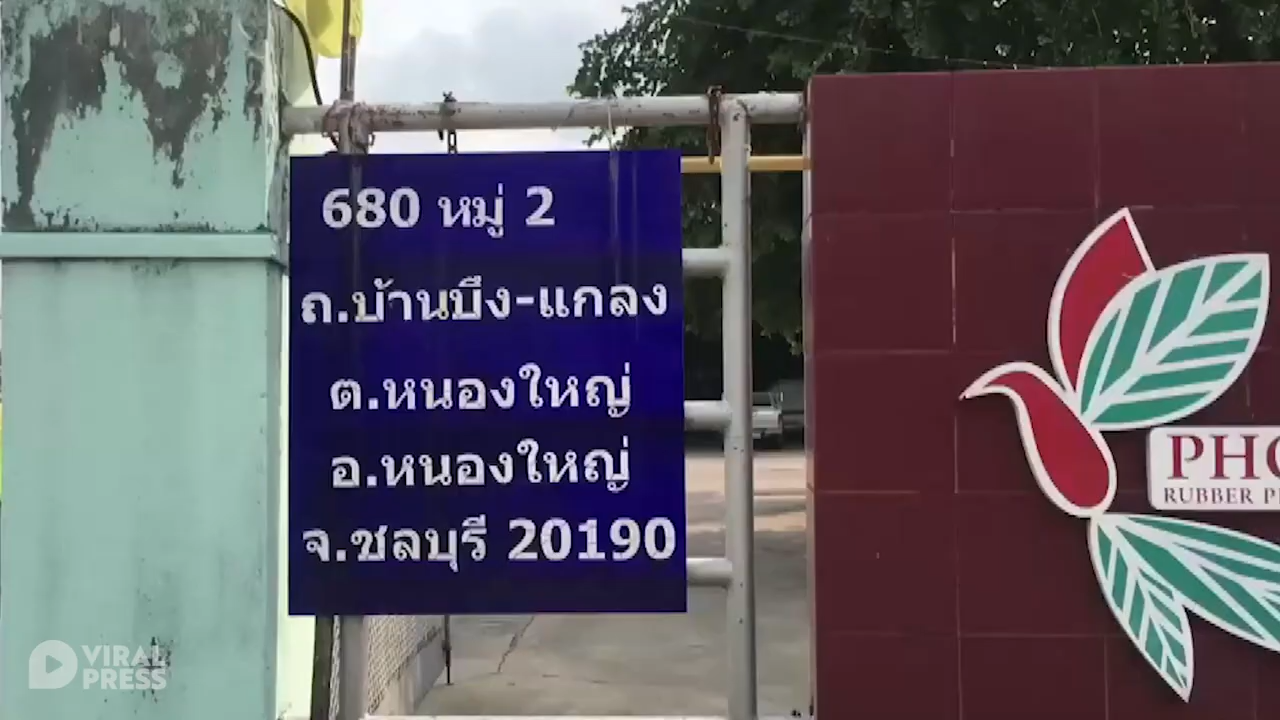 680 หมู่ 2
ถ.บ้านบึง-แกลง
ต.หนองใหญ่
อ.หนองใหญ่
จ.ชลบุรี 20190
RUBBER
VIRAL
PRESS